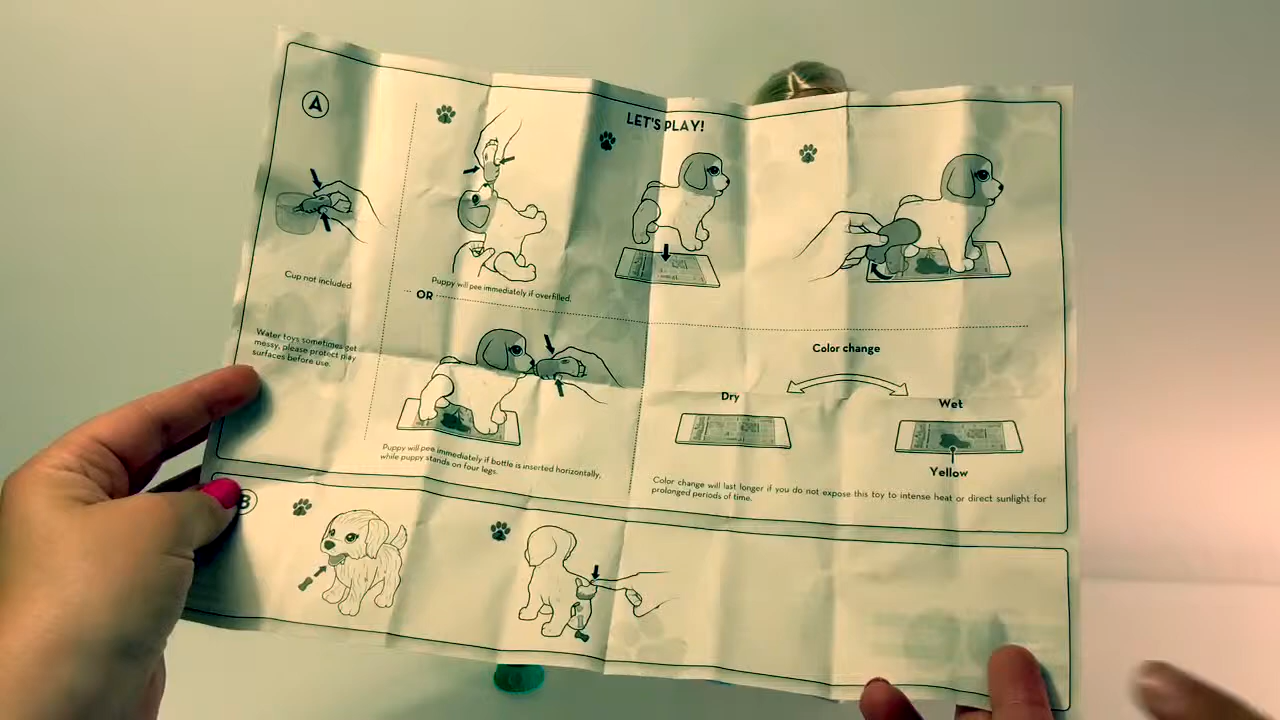 A
LET'S PLAY!
Cup not included
Puppy will pee immediately if overfilled.
OR
Water toys sometimes get
messy, please protect play
surfaces before use.
Puppy will pee immediately if bottle is inserted horizontally,
while puppy stands on four legs.
Color change
Dry
Wet
Yellow
Color change will last longer if you do not expose this toy to intense heat or direct sunlight for
prolonged periods of time.
B